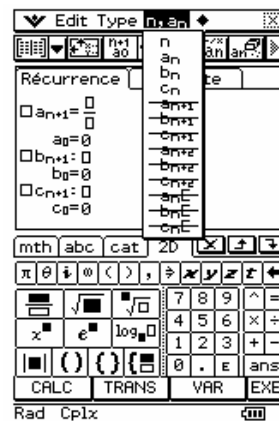 Edit Type n,an
n
an
bn
cn
an+1
bn+1
cn+1
an+2
bn+2
cn+2
anE
bnE
cnE
Récurrence
an+1=
a0=0
bn+1:
b0=0
cn+1:
c0=0
mth abc cat 2D
π θ i ∞ ( ) , ⇒ x y z t
7 8 9 ^ =
4 5 6 × ÷
1 2 3 + -
0 . E ans
√
x e log
CALC TRANS VAR EXE
Rad Cplx